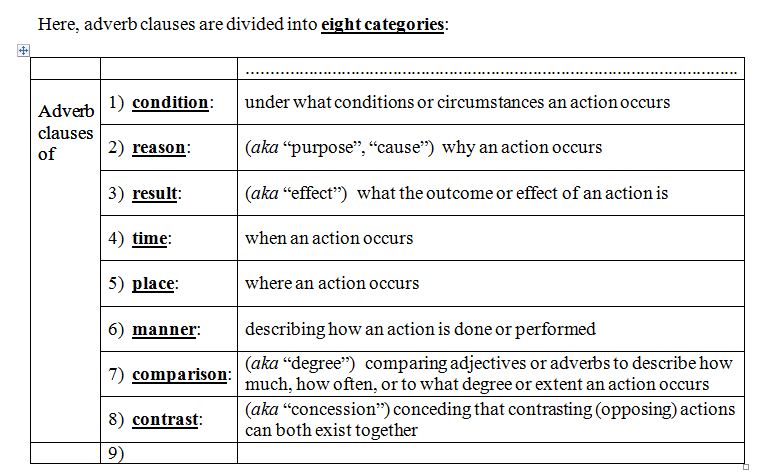 Here, adverb clauses are divided into eight categories:
..........................................................................................................
Adverb clauses of
1) condition: under what conditions or circumstances an action occurs
2) reason: (aka “purpose”, “cause”) why an action occurs
3) result: (aka “effect”) what the outcome or effect of an action is
4) time: when an action occurs
5) place: where an action occurs
6) manner: describing how an action is done or performed
7) comparison: (aka “degree”) comparing adjectives or adverbs to describe how
much, how often, or to what degree or extent an action occurs
8) contrast: (aka “concession”) conceding that contrasting (opposing) actions
can both exist together
9)